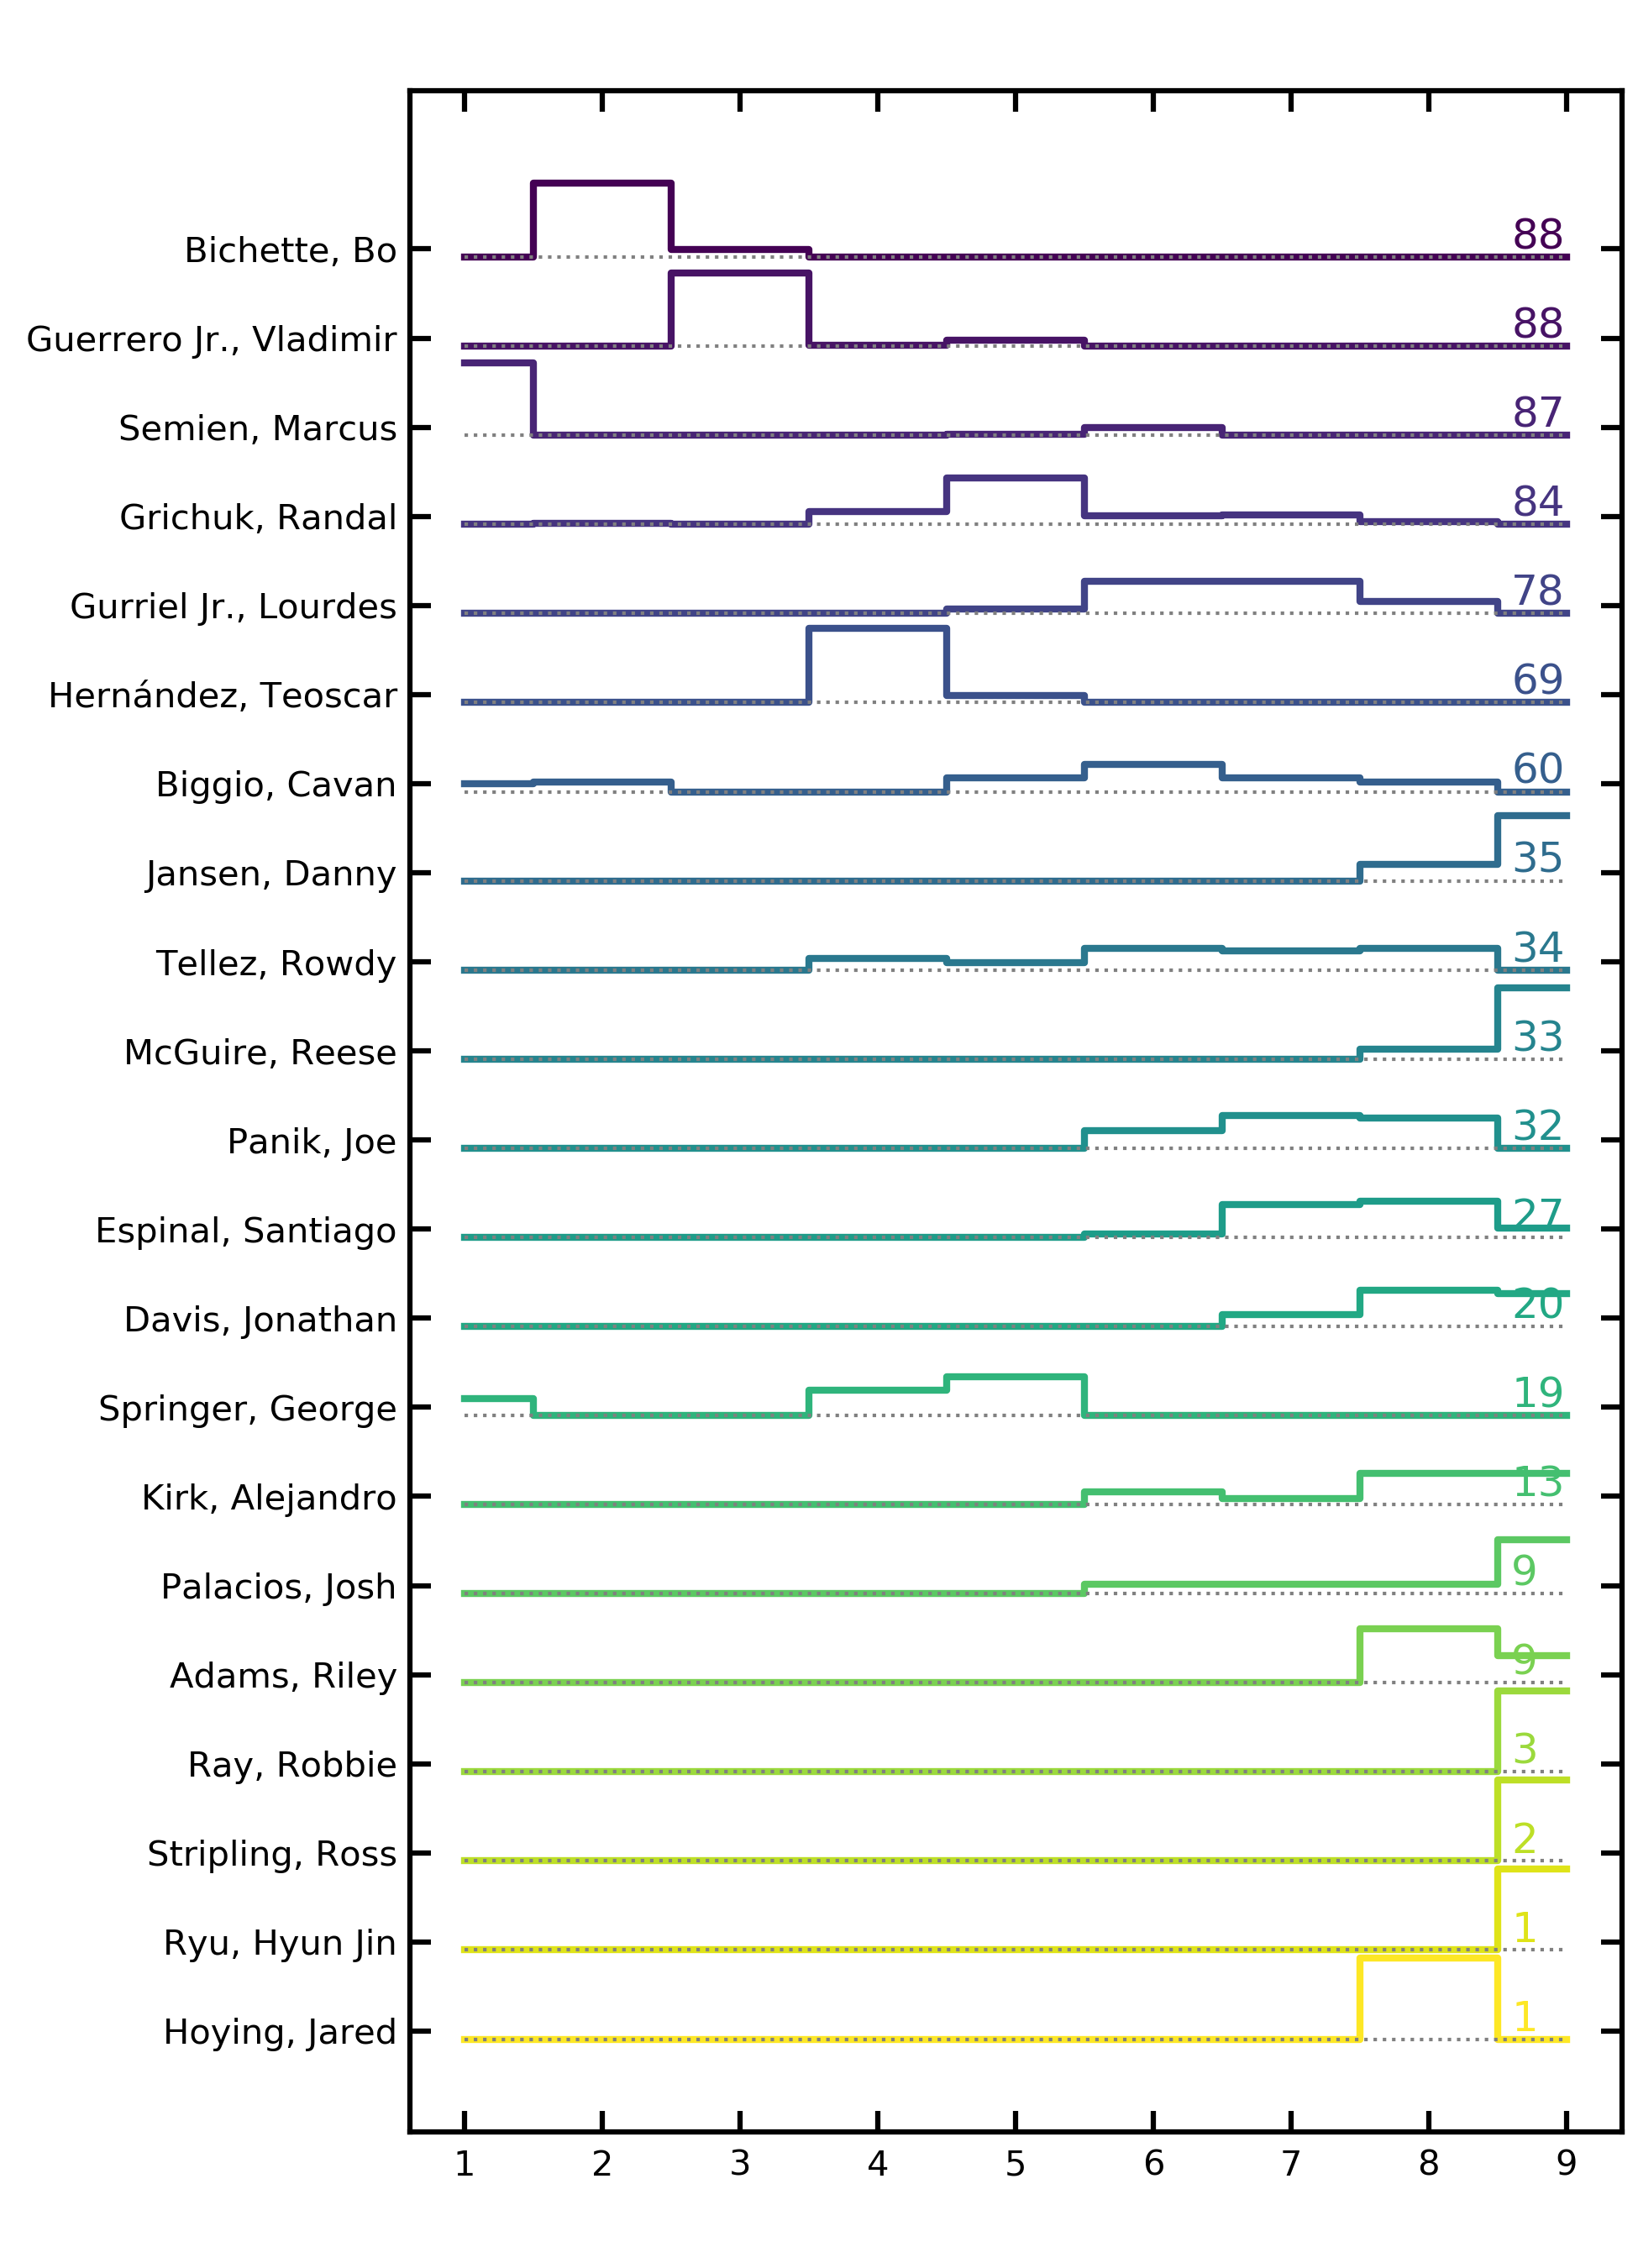 Bichette, Bo 88
Guerrero Jr., Vladimir 88
Semien, Marcus 87
Grichuk, Randal 84
Gurriel Jr., Lourdes 78
Hernández, Teoscar 69
Biggio, Cavan 60
Jansen, Danny 35
Tellez, Rowdy 34
McGuire, Reese 33
Panik, Joe 32
Espinal, Santiago 27
Davis, Jonathan 20
Springer, George 19
Kirk, Alejandro 13
Palacios, Josh 9
Adams, Riley 9
Ray, Robbie 3
Stripling, Ross 2
Ryu, Hyun Jin 1
Hoying, Jared 1
1 2 3 4 5 6 7 8 9